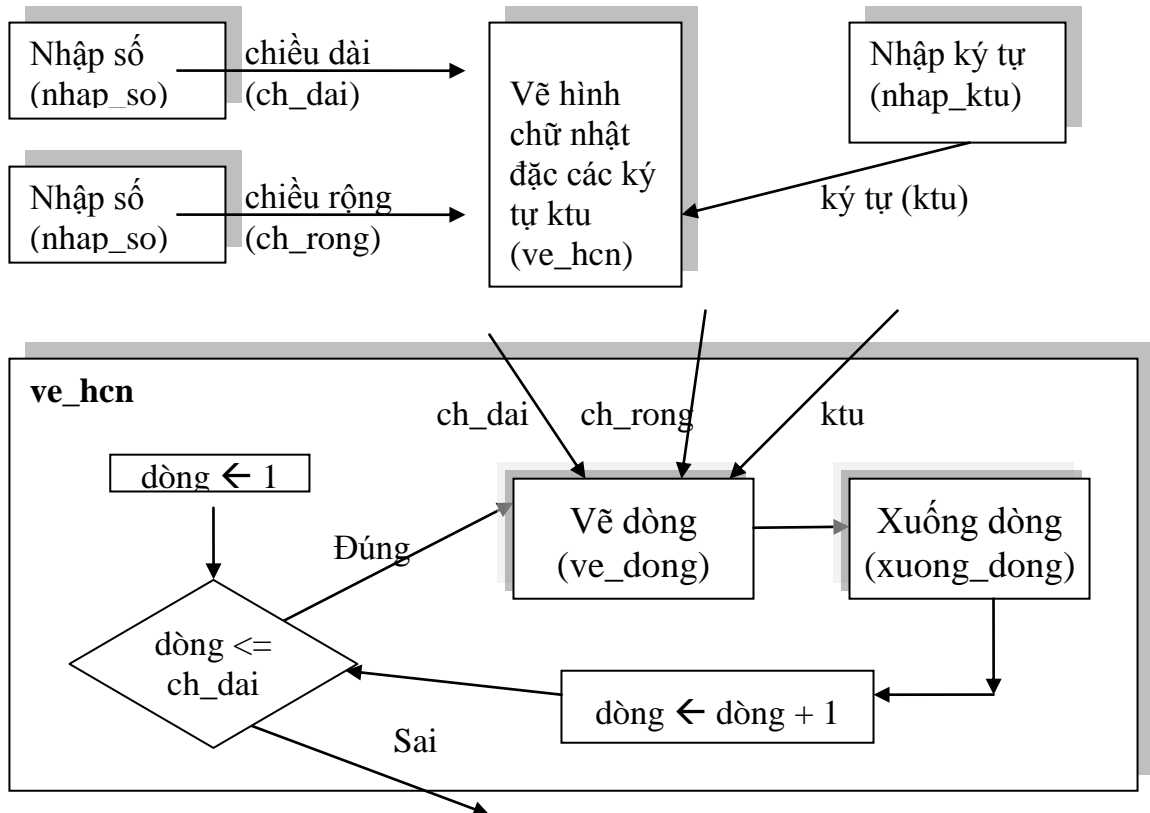 Nhập số
(nhap_so)
chiều dài
(ch_dai)
Nhập số
(nhap_so)
chiều rộng
(ch_rong)
Vẽ hình
chữ nhật
đặc các ký
tự ktu
(ve_hcn)
Nhập ký tự
(nhap_ktu)
ký tự (ktu)
ve_hcn
ch_dai
ch_rong
ktu
dòng ← 1
Đúng
Vẽ dòng
(ve_dong)
Xuống dòng
(xuong_dong)
dòng <=
ch_dai
dòng ← dòng + 1
Sai